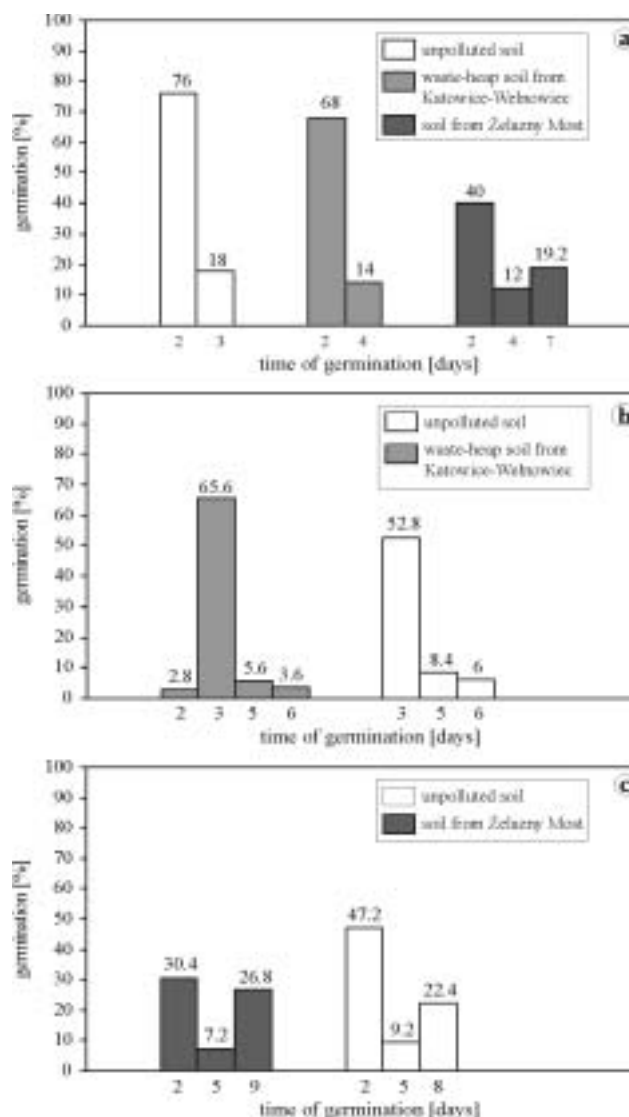 100
90
80
70
60
50
40
30
20
10
0
germination [%]
a
unpolluted soil
waste-heap soil from
Katowice-Wełnowiec
soil from Żelazny Most
76
18
68
14
40
12
19.2
2 3 2 4 2 4 7
time of germination [days]
100
90
80
70
60
50
40
30
20
10
0
germination [%]
b
unpolluted soil
waste-heap soil from
Katowice-Wełnowiec
2.8
65.6
5.6
3.6
52.8
8.4
6
2 3 5 6 3 5 6
time of germination [days]
100
90
80
70
60
50
40
30
20
10
0
germination [%]
c
unpolluted soil
soil from Żelazny Most
30.4
7.2
26.8
47.2
9.2
22.4
2 5 9 2 5 8
time of germination [days]